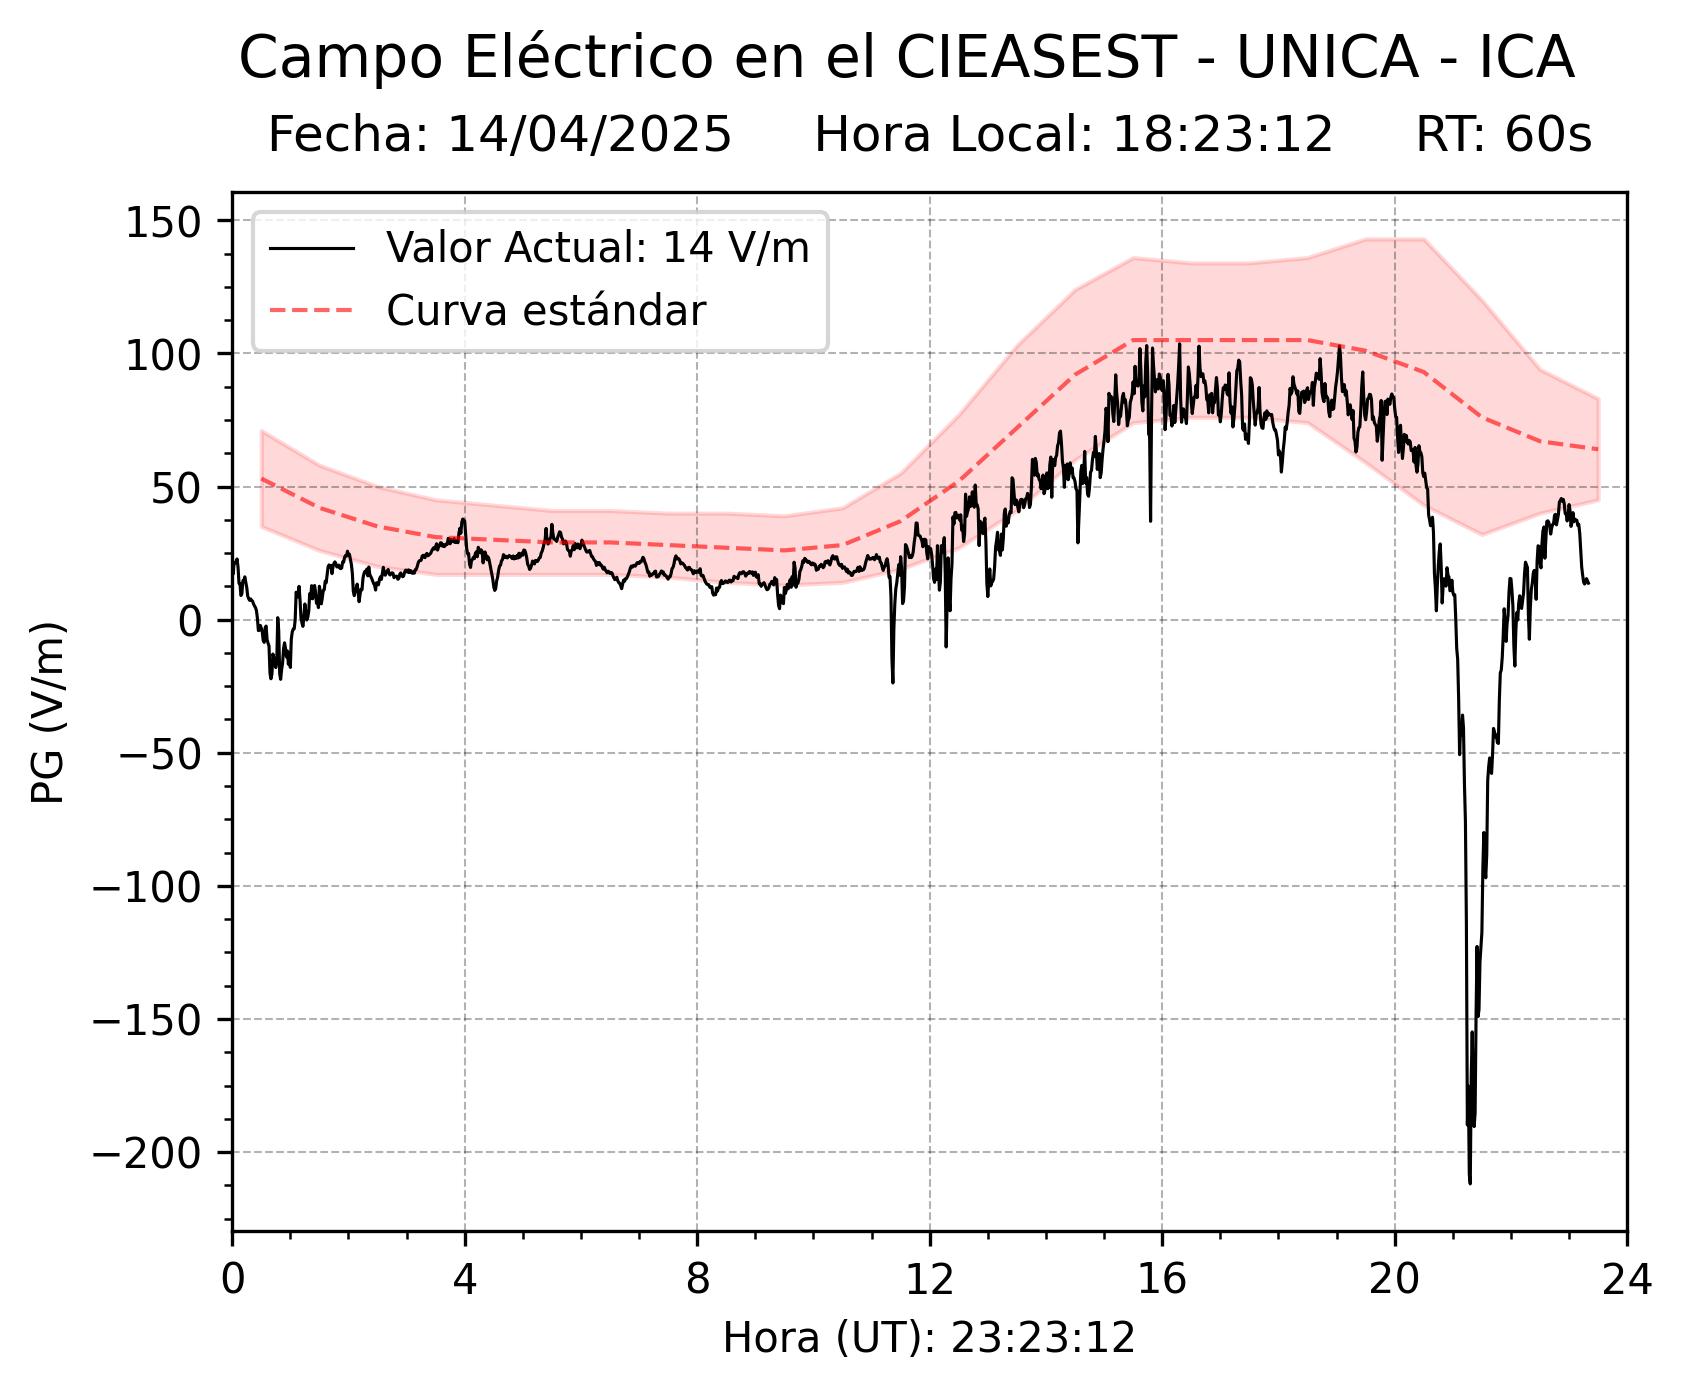 Campo Eléctrico en el CIEASEST - UNICA - ICA
Fecha: 14/04/2025 Hora Local: 18:23:12 RT: 60s
Valor Actual: 14 V/m
Curva estándar
PG (V/m)
150
100
50
0
−50
−100
−150
−200
0 4 8 12 16 20 24
Hora (UT): 23:23:12